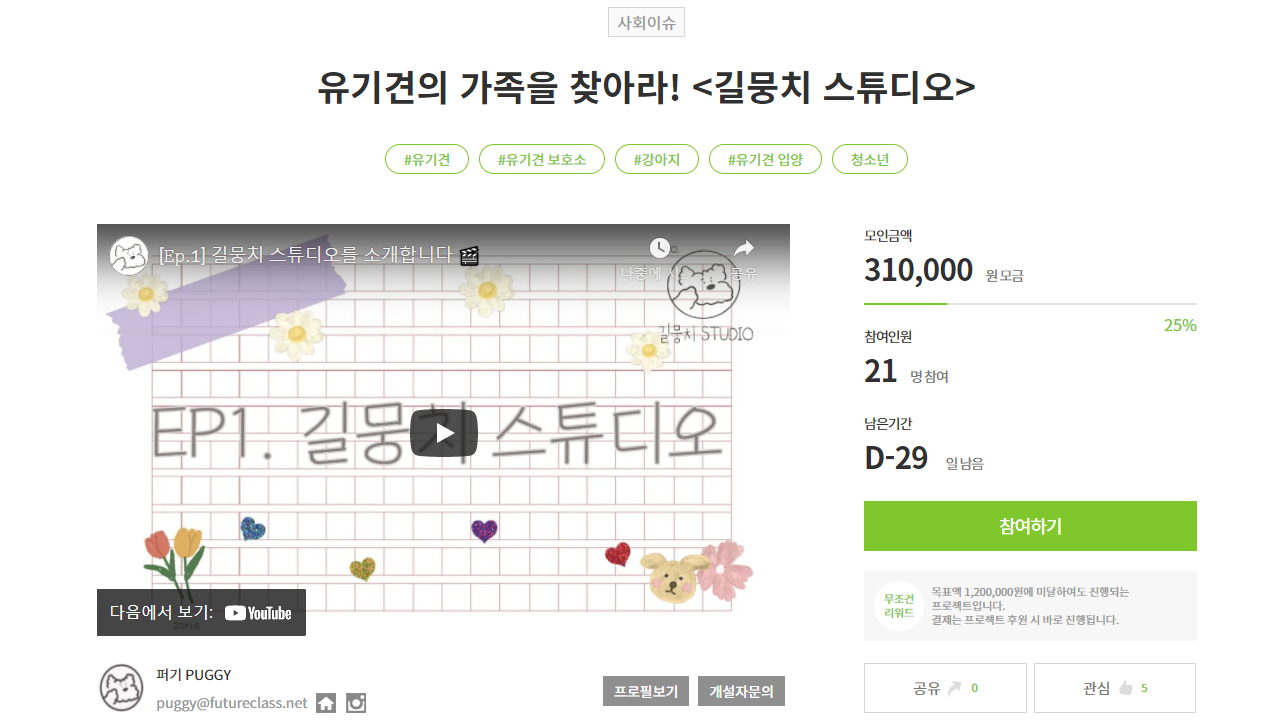 사회이슈
유기견의 가족을 찾아라! <길뭉치 스튜디오>
#유기견
#유기견 보호소
#강아지
#유기견 입양
청소년
[Ep.1] 길뭉치 스튜디오를 소개합니다
나중에 시
공유
길뭉치 STUDIO
EP1. 길뭉치 스튜디오
다음에서 보기: YouTube
20×10
퍼기 PUGGY
puggy@futureclass.net
프로필보기
개설자문의
모인금액
310,000 원 모금
25%
참여인원
21 명 참여
남은기간
D-29 일 남음
참여하기
무조건
리워드
목표액 1,200,000원에 미달하여도 진행되는
프로젝트입니다.
결제는 프로젝트 후원 시 바로 진행됩니다.
공유 0
관심 5